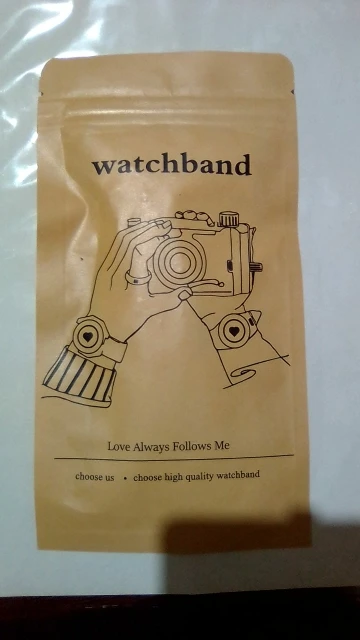 watchband
Love Always Follows Me
choose us • choose high quality watchband